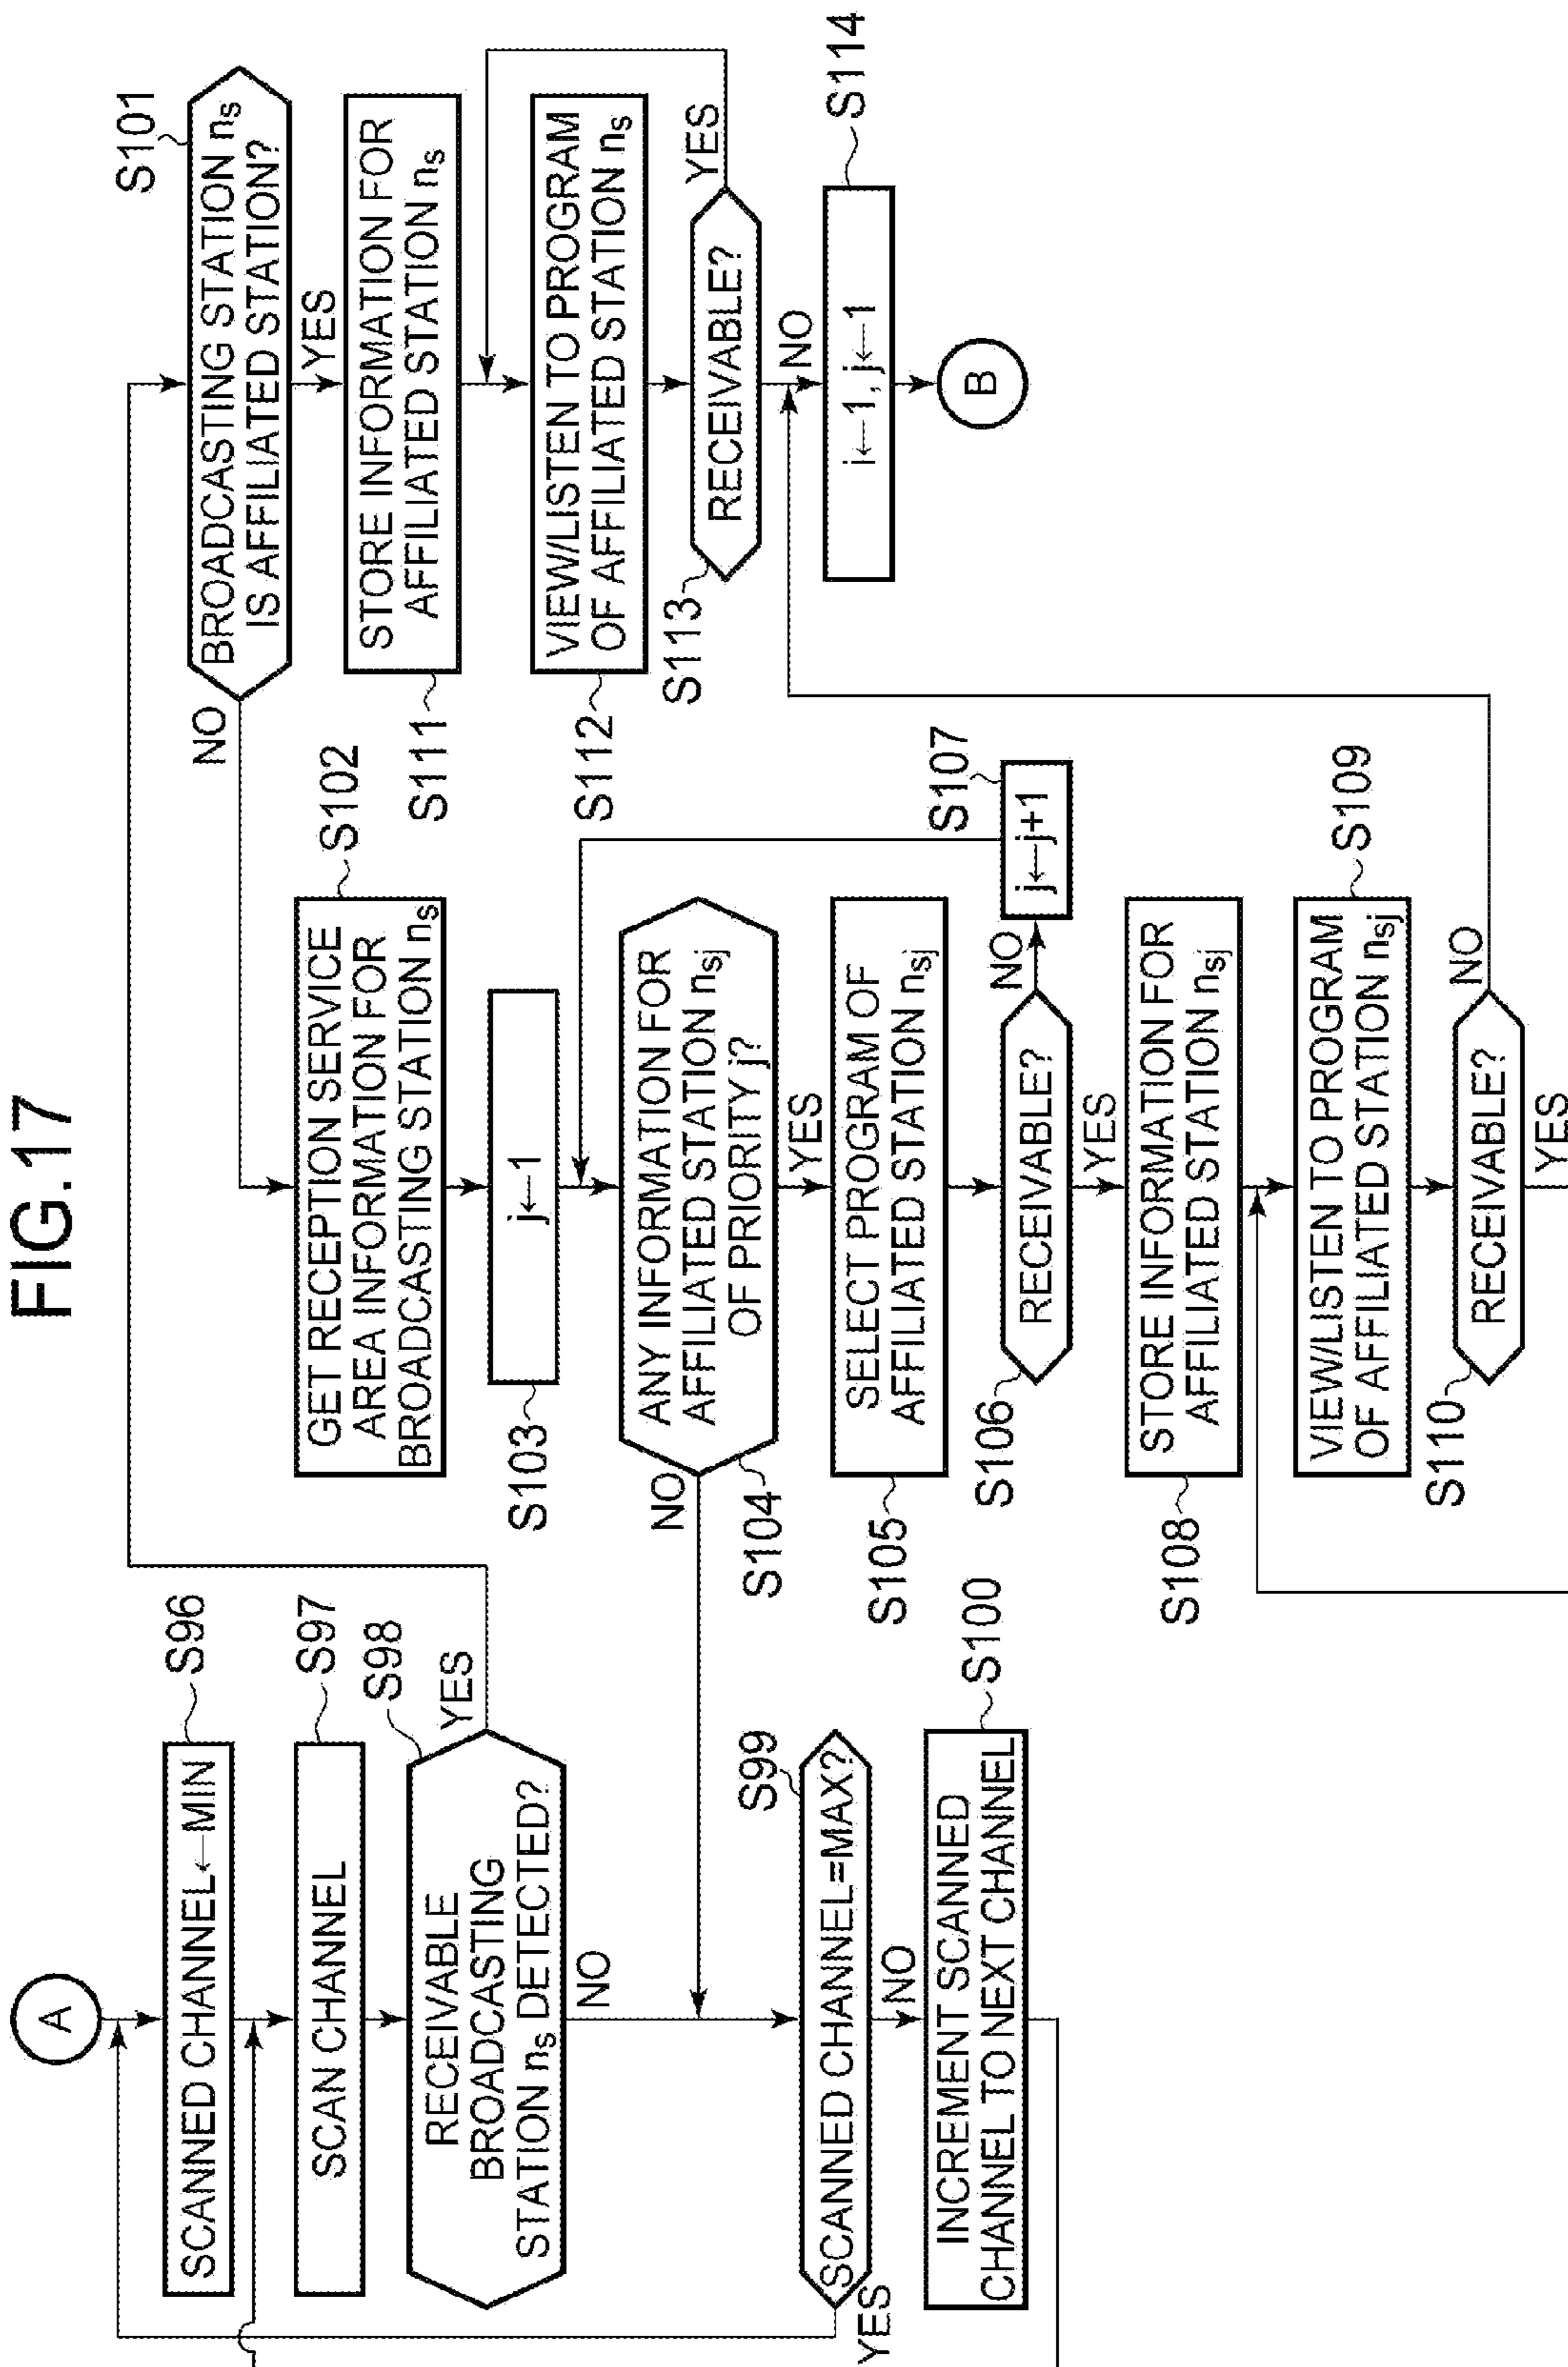 FIG.17
A
SCANNED CHANNEL←MIN
S96
SCAN CHANNEL
S97
RECEIVABLE
BROADCASTING
STATION ns DETECTED?
S98
YES
NO
SCANNED CHANNEL=MAX?
S99
YES
NO
INCREMENT SCANNED
CHANNEL TO NEXT CHANNEL
S100
BROADCASTING STATION ns
IS AFFILIATED STATION?
S101
NO
YES
GET RECEPTION SERVICE
AREA INFORMATION FOR
BROADCASTING STATION ns
S102
j←1
S103
ANY INFORMATION FOR
AFFILIATED STATION nsj
OF PRIORITY j?
S104
NO
YES
SELECT PROGRAM OF
AFFILIATED STATION nsj
S105
RECEIVABLE?
S106
NO
j←j+1
S107
YES
STORE INFORMATION FOR
AFFILIATED STATION nsj
S108
VIEW/LISTEN TO PROGRAM
OF AFFILIATED STATION nsj
S109
RECEIVABLE?
S110
NO
YES
STORE INFORMATION FOR
AFFILIATED STATION ns
S111
VIEW/LISTEN TO PROGRAM
OF AFFILIATED STATION ns
S112
RECEIVABLE?
S113
YES
NO
i←1, j←1
S114
B